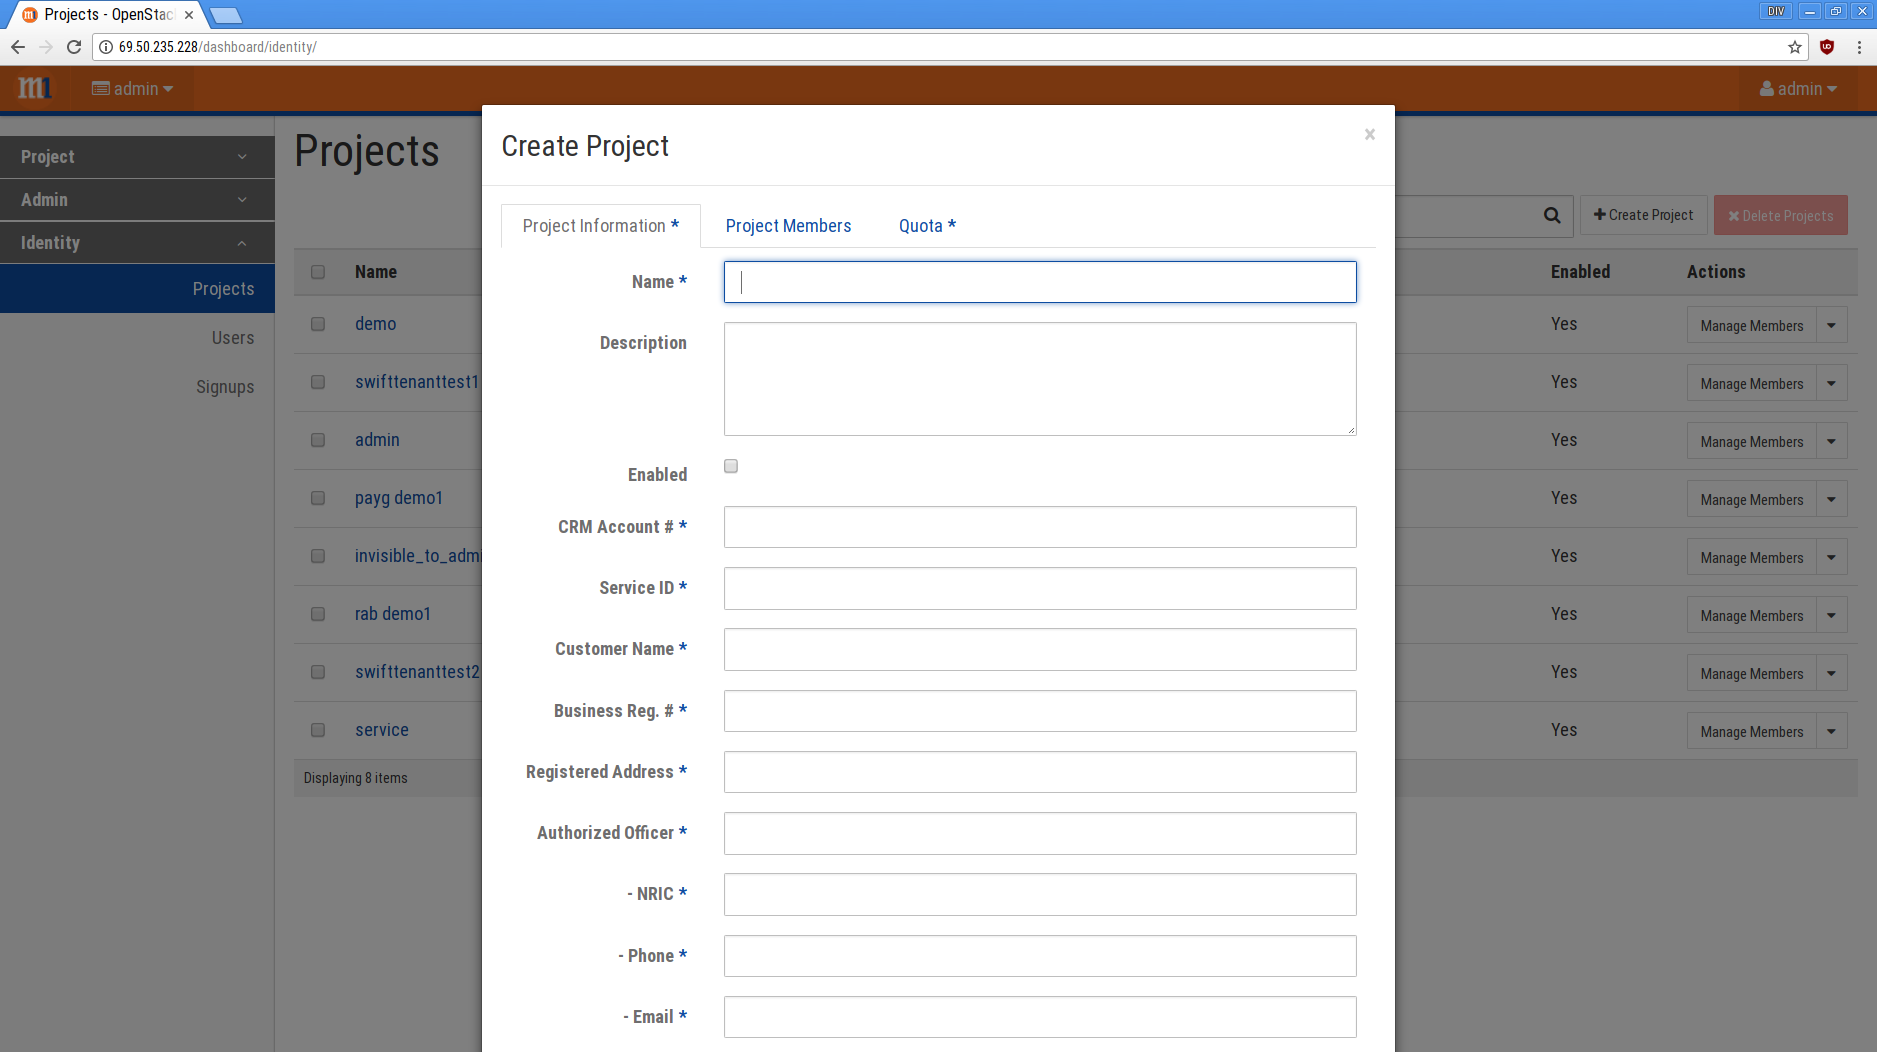 Projects - OpenStac
DIV
69.50.235.228/dashboard/identity/
m1
admin
admin
Project
Admin
Identity
Projects
Users
Signups
Projects
Create Project
Delete Projects
Name
Enabled
Actions
demo
Yes
Manage Members
swifttenanttest1
Yes
Manage Members
admin
Yes
Manage Members
payg demo1
Yes
Manage Members
invisible_to_admi
Yes
Manage Members
rab demo1
Yes
Manage Members
swifttenanttest2
Yes
Manage Members
service
Yes
Manage Members
Displaying 8 items
Create Project
×
Project Information *
Project Members
Quota *
Name *
Description
Enabled
CRM Account # *
Service ID *
Customer Name *
Business Reg. # *
Registered Address *
Authorized Officer *
- NRIC *
- Phone *
- Email *